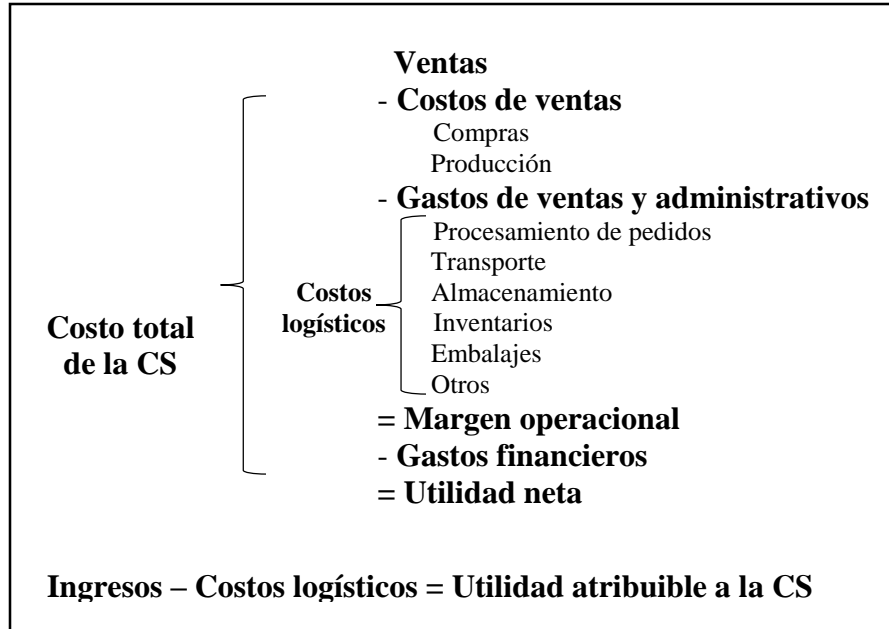 Ventas
- Costos de ventas
Compras
Producción
- Gastos de ventas y administrativos
Procesamiento de pedidos
Transporte
Costos
logísticos
Almacenamiento
Inventarios
Embalajes
Otros
Costo total
de la CS
= Margen operacional
- Gastos financieros
= Utilidad neta
Ingresos – Costos logísticos = Utilidad atribuible a la CS